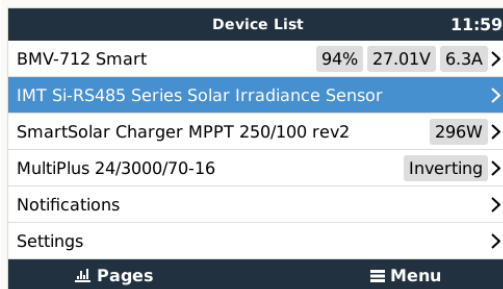 Device List 11:59
BMV-712 Smart 94% 27.01V 6.3A
IMT Si-RS485 Series Solar Irradiance Sensor
SmartSolar Charger MPPT 250/100 rev2 296W
MultiPlus 24/3000/70-16 Inverting
Notifications
Settings
Pages Menu